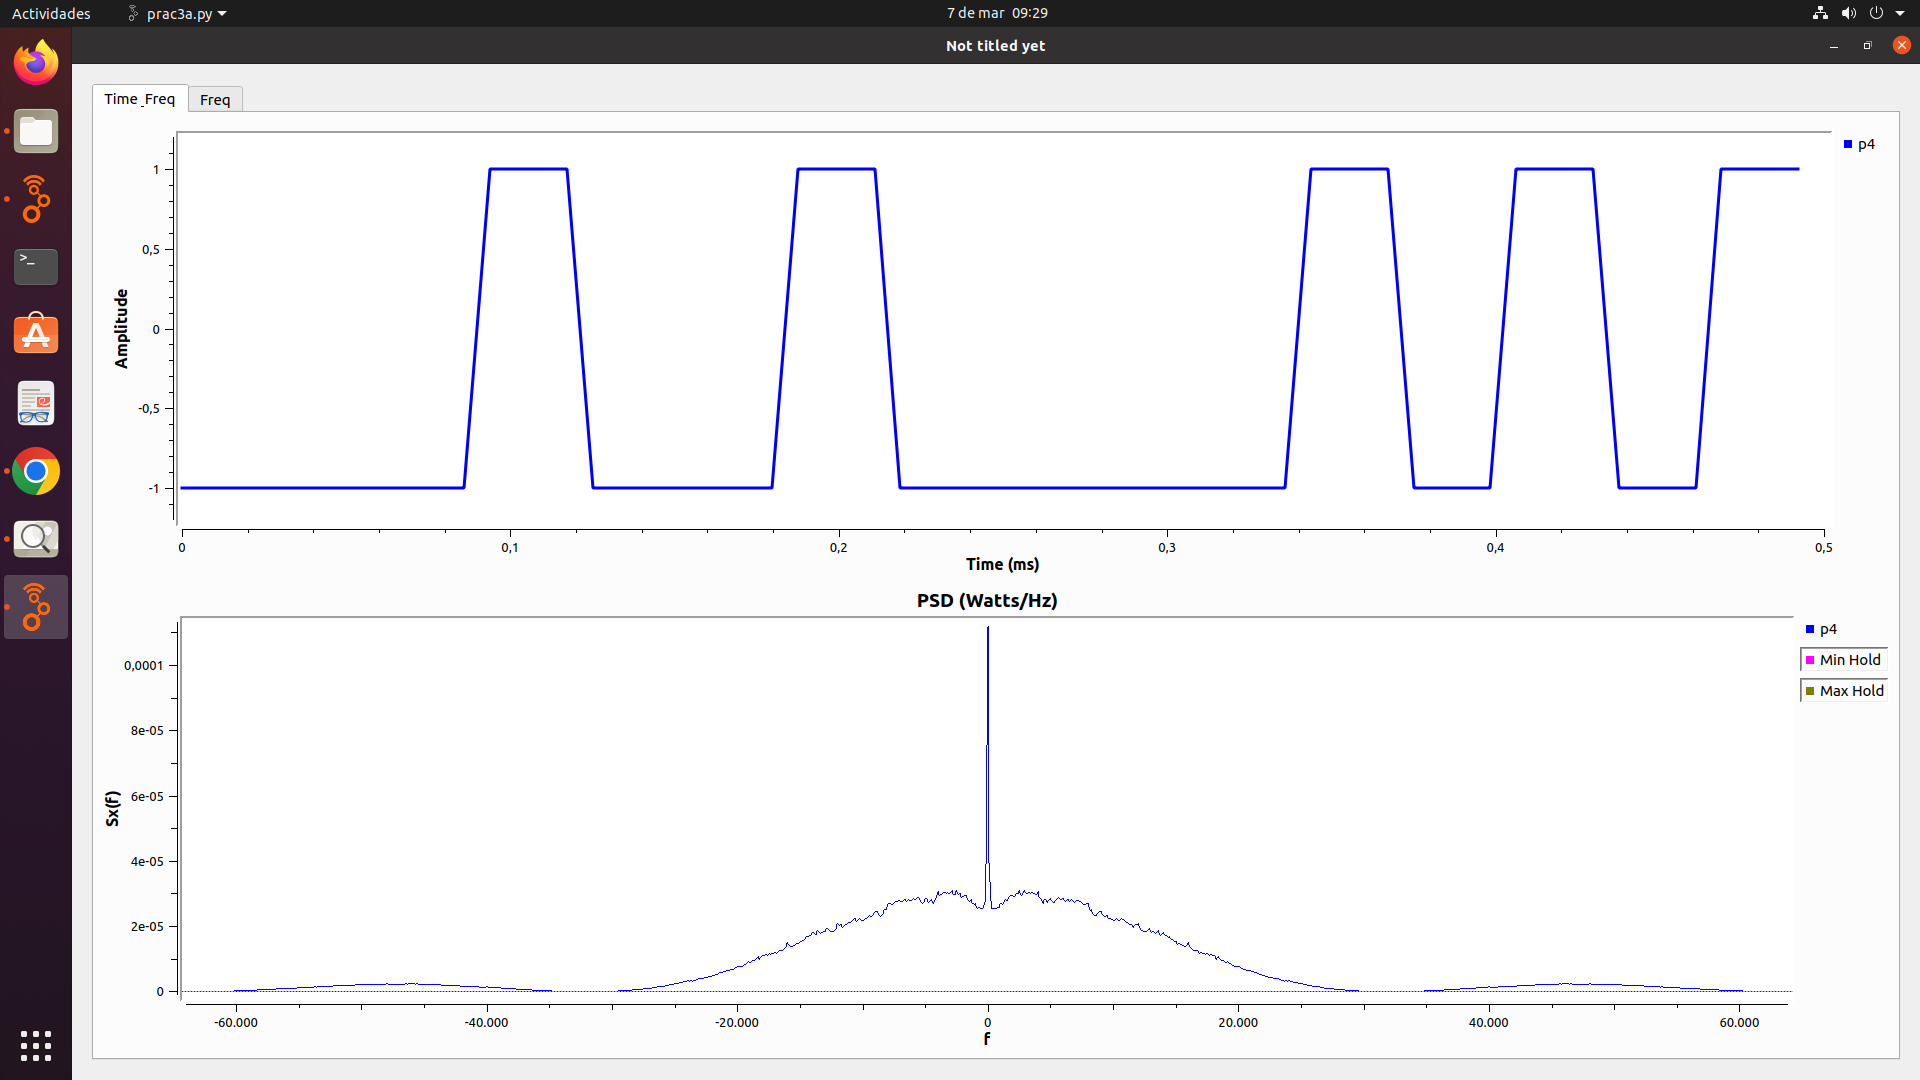 Actividades prac3a.py 7 de mar 09:29
Not titled yet
Time_Freq Freq
p4
1
0,5
0
-0,5
-1
Amplitude
0 0,1 0,2 0,3 0,4 0,5
Time (ms)
PSD (Watts/Hz)
p4
Min Hold
Max Hold
0,0001
8e-05
6e-05
4e-05
2e-05
0
Sx(f)
-60.000 -40.000 -20.000 0 20.000 40.000 60.000
f